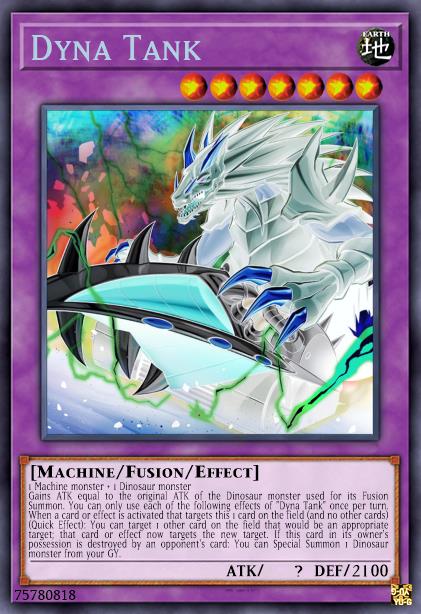 Dyna Tank
EARTH
地
[Machine/Fusion/Effect]
1 Machine monster + 1 Dinosaur monster
Gains ATK equal to the original ATK of the Dinosaur monster used for its Fusion
Summon. You can only use each of the following effects of "Dyna Tank" once per turn.
When a card or effect is activated that targets this 1 card on the field (and no other cards)
(Quick Effect): You can target 1 other card on the field that would be an appropriate
target; that card or effect now targets the new target. If this card in its owner's
possession is destroyed by an opponent's card: You can Special Summon 1 Dinosaur
monster from your GY.
ATK/ ? DEF/2100
75780818